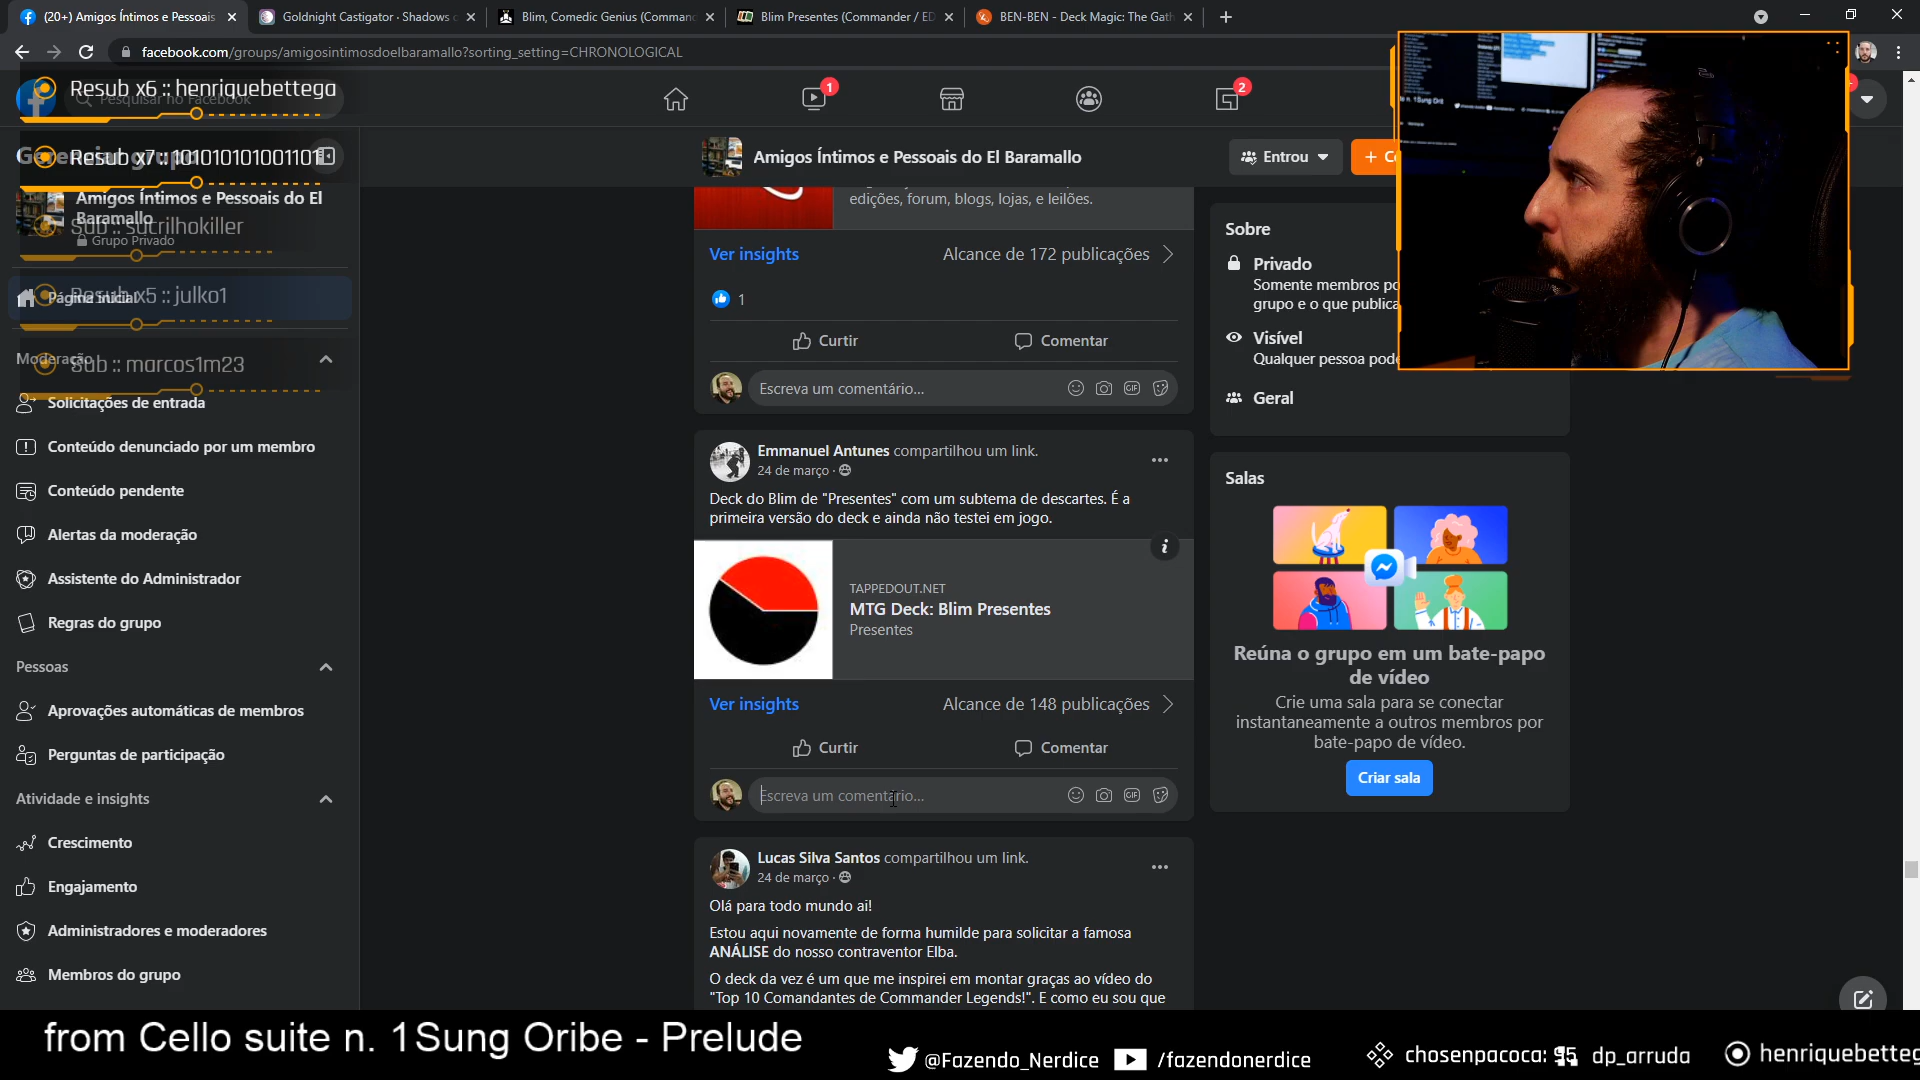 (20+) Amigos Íntimos e Pessoais
Goldnight Castigator · Shadows
Blim, Comedic Genius (Comman
Blim Presentes (Commander / ED
BEN-BEN - Deck Magic: The Gath
facebook.com/groups/amigosintimosdoelbaramallo?sorting_setting=CHRONOLOGICAL
Resub x6 :: henriquebettega
Pesquisar no Facebook
1
2
Gerenciar grupo
Resub x7 :: 1010101010011011
Amigos Íntimos e Pessoais do El Baramallo
Entrou
+ Co
Amigos Íntimos e Pessoais do El
Baramallo
Sub :: sucrilhokiller
Grupo Privado
Página inicial
Resub x5 :: julko1
Moderação
Sub :: marcos1m23
Solicitações de entrada
Conteúdo denunciado por um membro
Conteúdo pendente
Alertas da moderação
Assistente do Administrador
Regras do grupo
Pessoas
Aprovações automáticas de membros
Perguntas de participação
Atividade e insights
Crescimento
Engajamento
Administradores e moderadores
Membros do grupo
edições, forum, blogs, lojas, e leilões.
Ver insights
Alcance de 172 publicações
1
Curtir
Comentar
Escreva um comentário...
Emmanuel Antunes compartilhou um link.
24 de março ·
Deck do Blim de "Presentes" com um subtema de descartes. É a
primeira versão do deck e ainda não testei em jogo.
TAPPEDOUT.NET
MTG Deck: Blim Presentes
Presentes
Ver insights
Alcance de 148 publicações
Curtir
Comentar
Escreva um comentário...
Lucas Silva Santos compartilhou um link.
24 de março ·
Olá para todo mundo ai!
Estou aqui novamente de forma humilde para solicitar a famosa
ANÁLISE do nosso contraventor Elba.
O deck da vez é um que me inspirei em montar graças ao vídeo do
"Top 10 Comandantes de Commander Legends!". E como eu sou que
Sobre
Privado
Somente membros po
grupo e o que publica
Visível
Qualquer pessoa pode
Geral
Salas
Reúna o grupo em um bate-papo
de vídeo
Crie uma sala para se conectar
instantaneamente a outros membros por
bate-papo de vídeo.
Criar sala
from Cello suite n. 1 Sung Oribe - Prelude
@Fazendo_Nerdice
/fazendonerdice
chosenpacoca:
dp_arruda
henriquebetteg